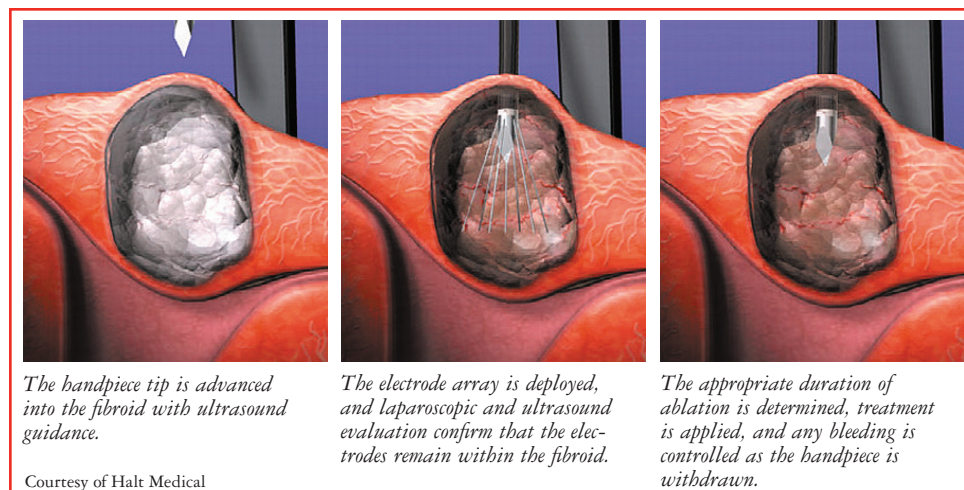 The handpiece tip is advanced
into the fibroid with ultrasound
guidance.
Courtesy of Halt Medical
The electrode array is deployed,
and laparoscopic and ultrasound
evaluation confirm that the elec-
trodes remain within the fibroid.
The appropriate duration of
ablation is determined, treatment
is applied, and any bleeding is
controlled as the handpiece is
withdrawn.